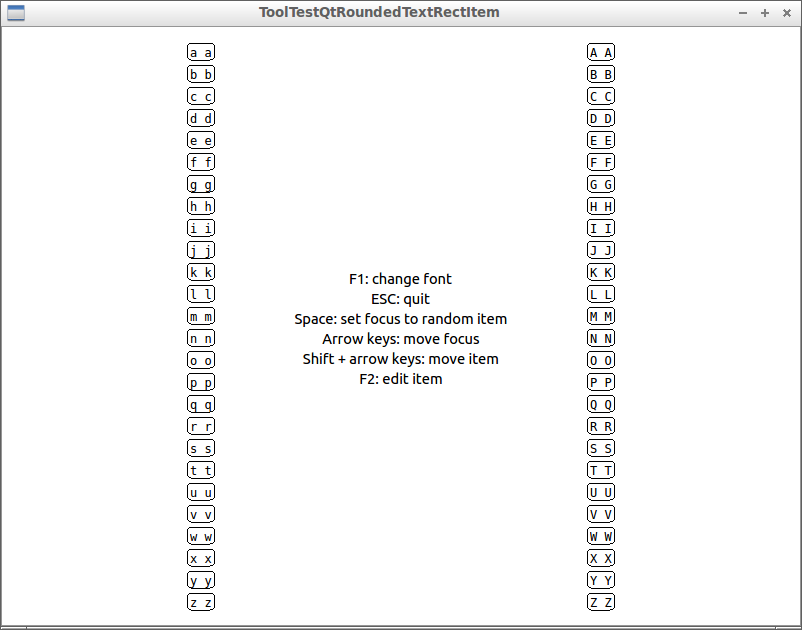 ToolTestQtRoundedTextRectItem
a a
b b
c c
d d
e e
f f
g g
h h
i i
j j
k k
l l
m m
n n
o o
p p
q q
r r
s s
t t
u u
v v
w w
x x
y y
z z
F1: change font
ESC: quit
Space: set focus to random item
Arrow keys: move focus
Shift + arrow keys: move item
F2: edit item
A A
B B
C C
D D
E E
F F
G G
H H
I I
J J
K K
L L
M M
N N
O O
P P
Q Q
R R
S S
T T
U U
V V
W W
X X
Y Y
Z Z